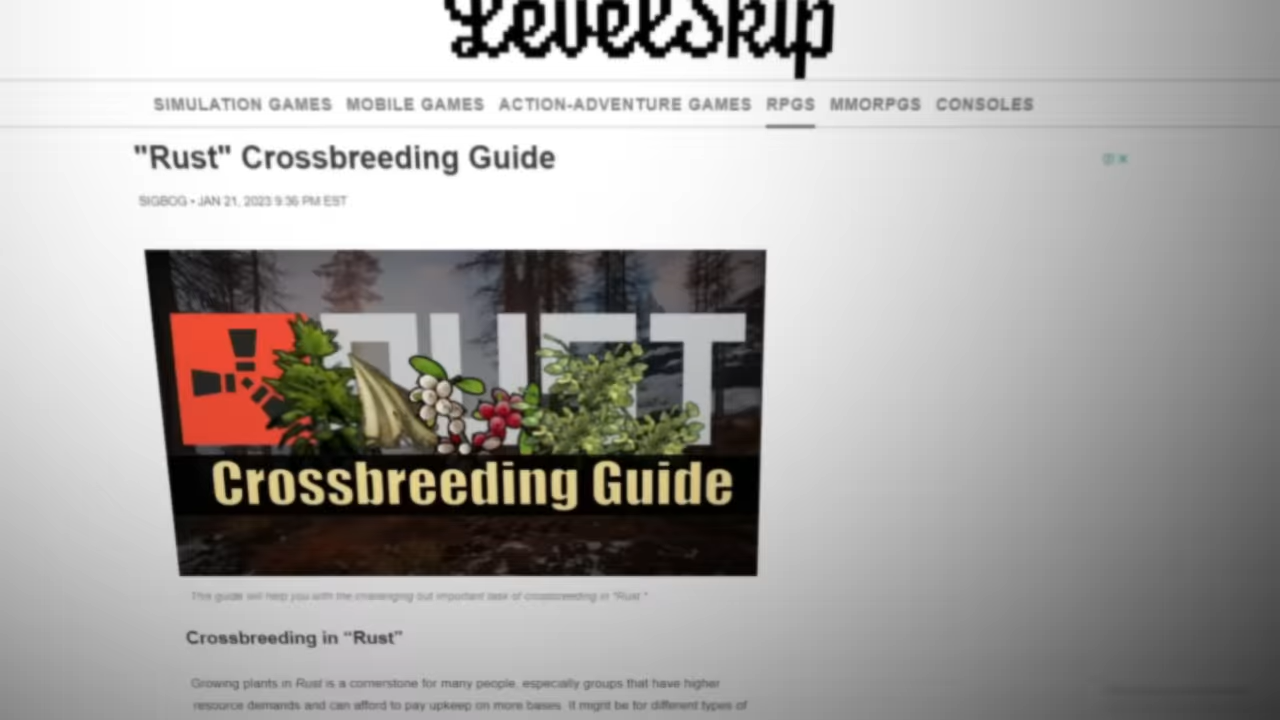 LevelSkip
SIMULATION GAMES MOBILE GAMES ACTION-ADVENTURE GAMES RPGS MMORPGS CONSOLES
"Rust" Crossbreeding Guide
SIGBOG • JAN 21, 2023 9:36 PM EST
RUST
Crossbreeding Guide
This guide will help you with the challenging but important task of crossbreeding in "Rust."
Crossbreeding in “Rust”
Growing plants in Rust is a cornerstone for many people, especially groups that have higher
resource demands and can afford to pay upkeep on more bases. It might be for different types of